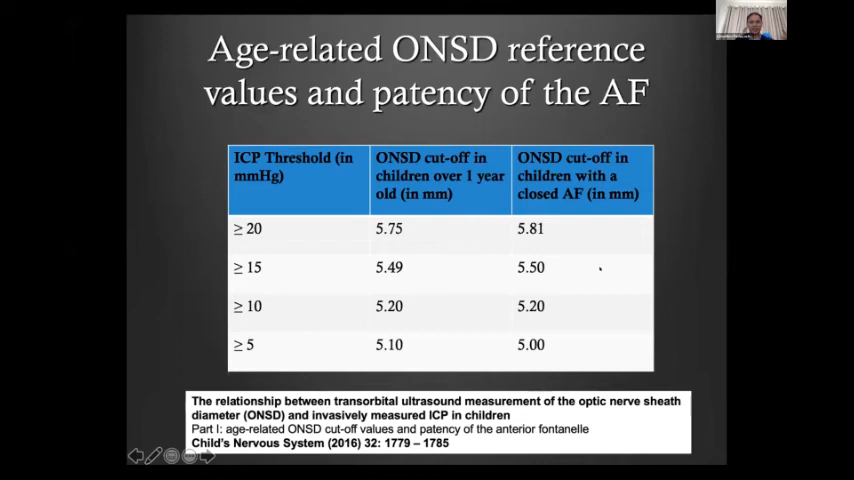 Age-related ONSD reference
values and patency of the AF
ICP Threshold (in
mmHg)
ONSD cut-off in
children over 1 year
old (in mm)
ONSD cut-off in
children with a
closed AF (in mm)
≥ 20
5.75
5.81
≥ 15
5.49
5.50
≥ 10
5.20
5.20
≥ 5
5.10
5.00
The relationship between transorbital ultrasound measurement of the optic nerve sheath
diameter (ONSD) and invasively measured ICP in children
Part I: age-related ONSD cut-off values and patency of the anterior fontanelle
Child's Nervous System (2016) 32: 1779 – 1785